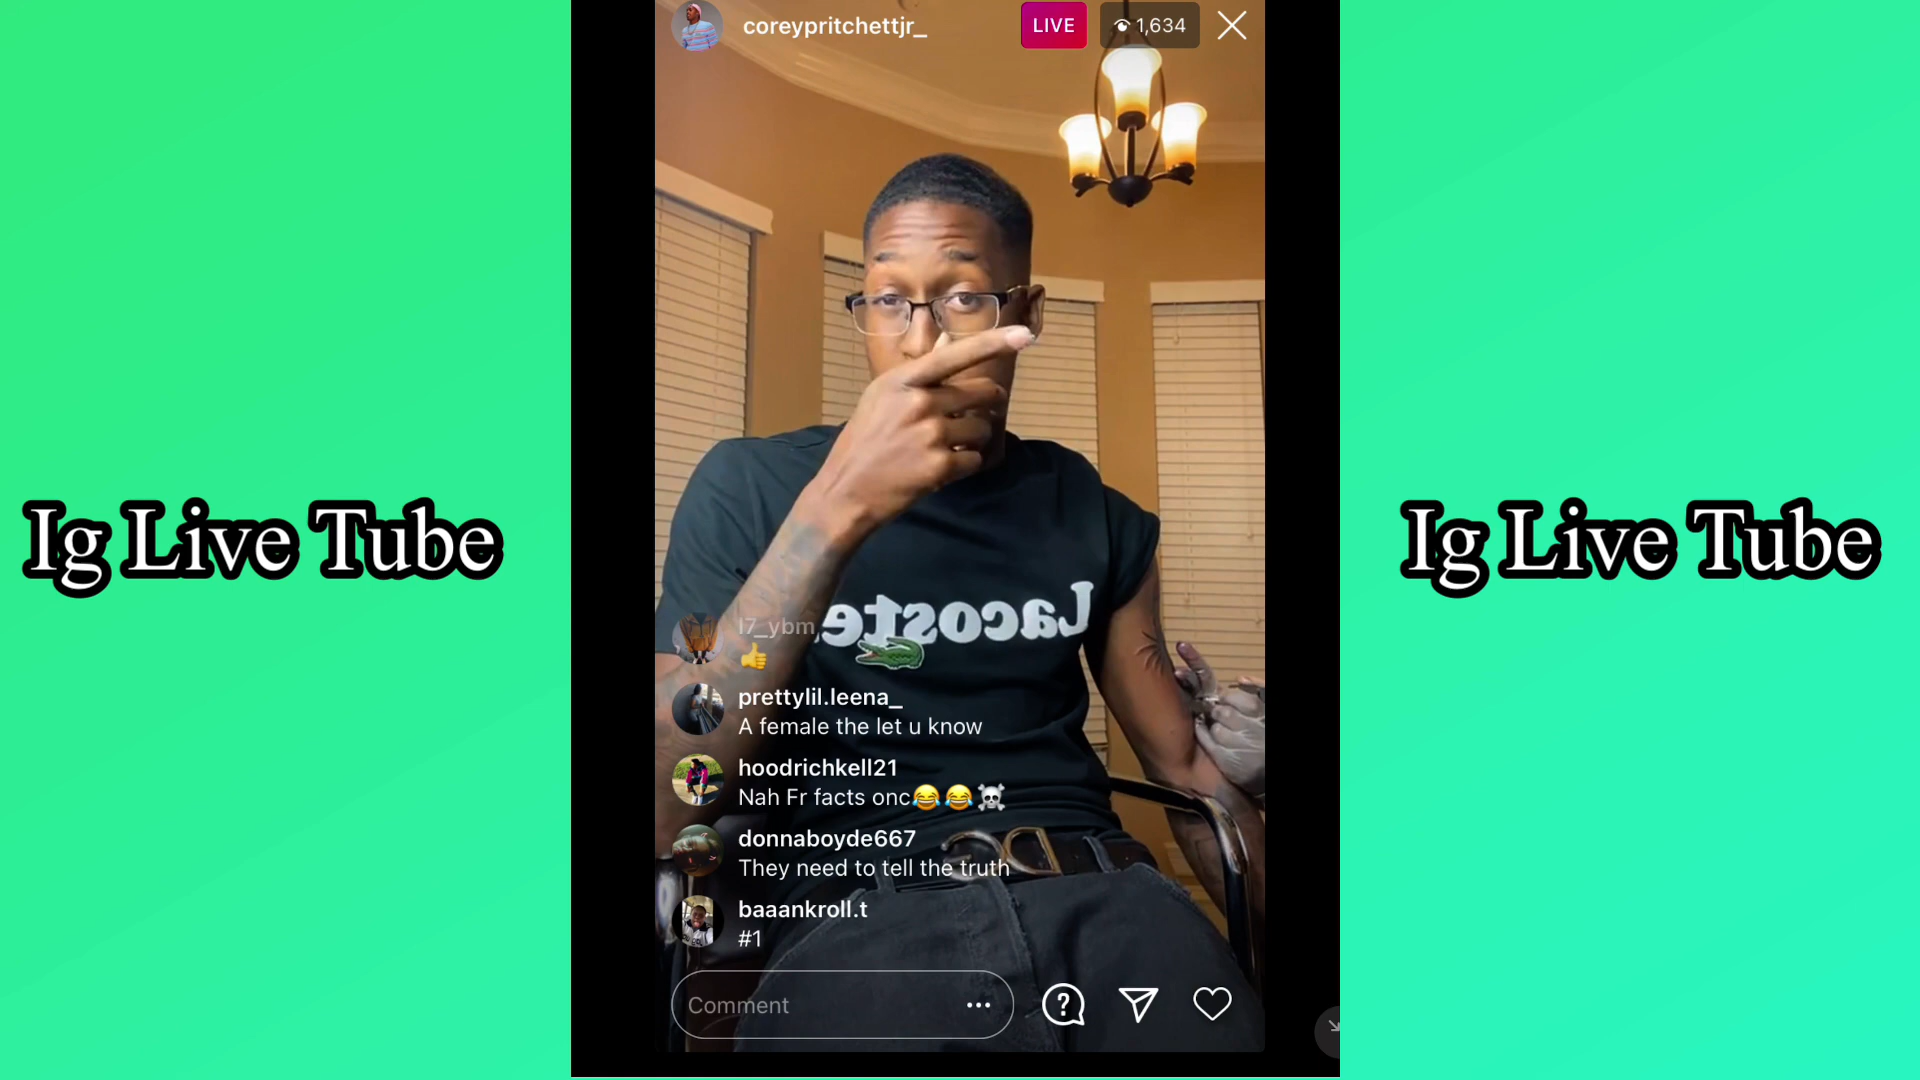 coreypritchettjr_
LIVE
1,634
Ig Live Tube
Ig Live Tube
Lacoste
l7_ybm
👍
prettylil.leena_
A female the let u know
hoodrichkell21
Nah Fr facts onc😂😂☠️
donnaboyde667
They need to tell the truth
baaankroll.t
#1
Comment